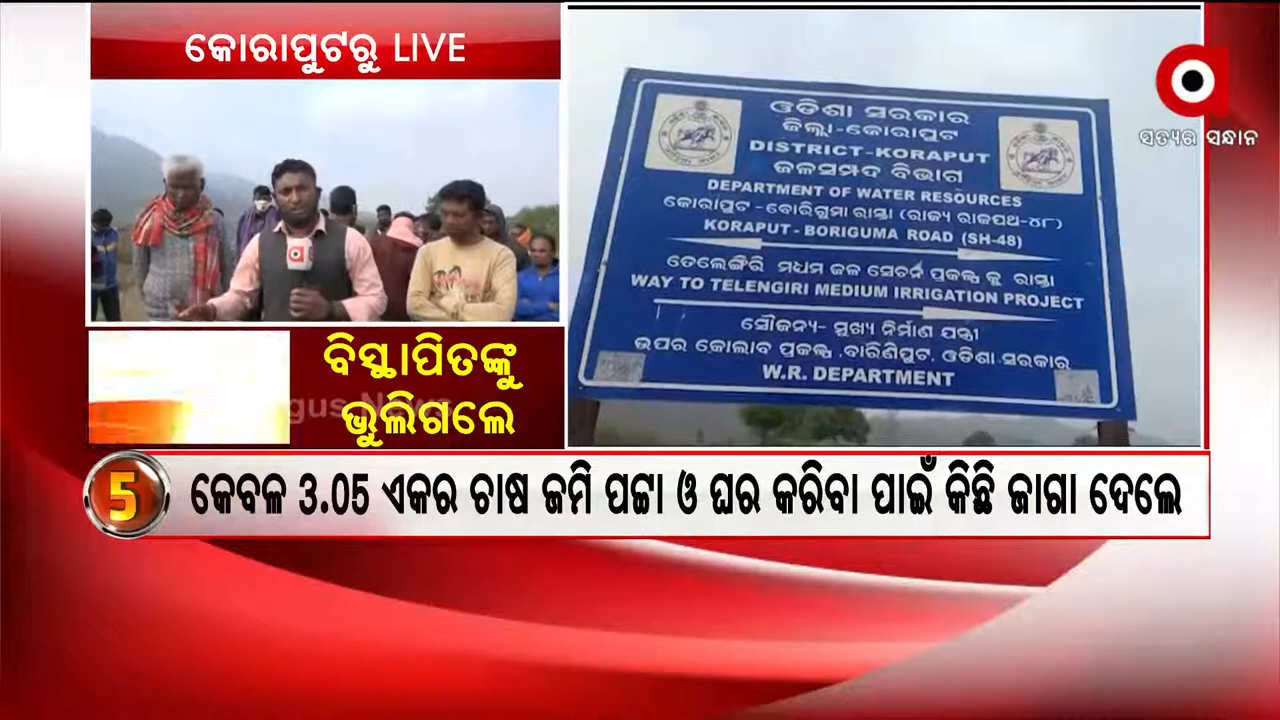 କୋରାପୁଟରୁ LIVE
ବିସ୍ଥାପିତଙ୍କୁ
ଭୁଲିଗଲେ
ଓଡିଶା ସରକାର
ଜିଲ୍ଲା-କୋରାପୁଟ
DISTRICT-KORAPUT
ଜଳସମ୍ପଦ ବିଭାଗ
DEPARTMENT OF WATER RESOURCES
କୋରାପୁଟ - ବୋରିଗୁମା ରାସ୍ତା (ରାଜ୍ୟ ରାଜପଥ-୪୮)
KORAPUT - BORIGUMA ROAD (SH-48)
ତେଲେଙ୍ଗିରି ମଧ୍ୟମ ଜଳ ସେଚନ ପ୍ରକଳ୍ପ କୁ ରାସ୍ତା
WAY TO TELENGIRI MEDIUM IRRIGATION PROJECT
ସୌଜନ୍ୟ- ମୁଖ୍ୟ ନିର୍ମାଣ ଯନ୍ତ୍ରୀ
ଉପର କୋଲାବ ପ୍ରକଳ୍ପ ,ବାରିଣିପୁଟ, ଓଡିଶା ସରକାର
W.R. DEPARTMENT
a
ସତ୍ୟର ସନ୍ଧାନ
5 କେବଳ 3.05 ଏକର ଚାଷ ଜମି ପଟ୍ଟା ଓ ଘର କରିବା ପାଇଁ କିଛି ଜାଗା ଦେଲେ